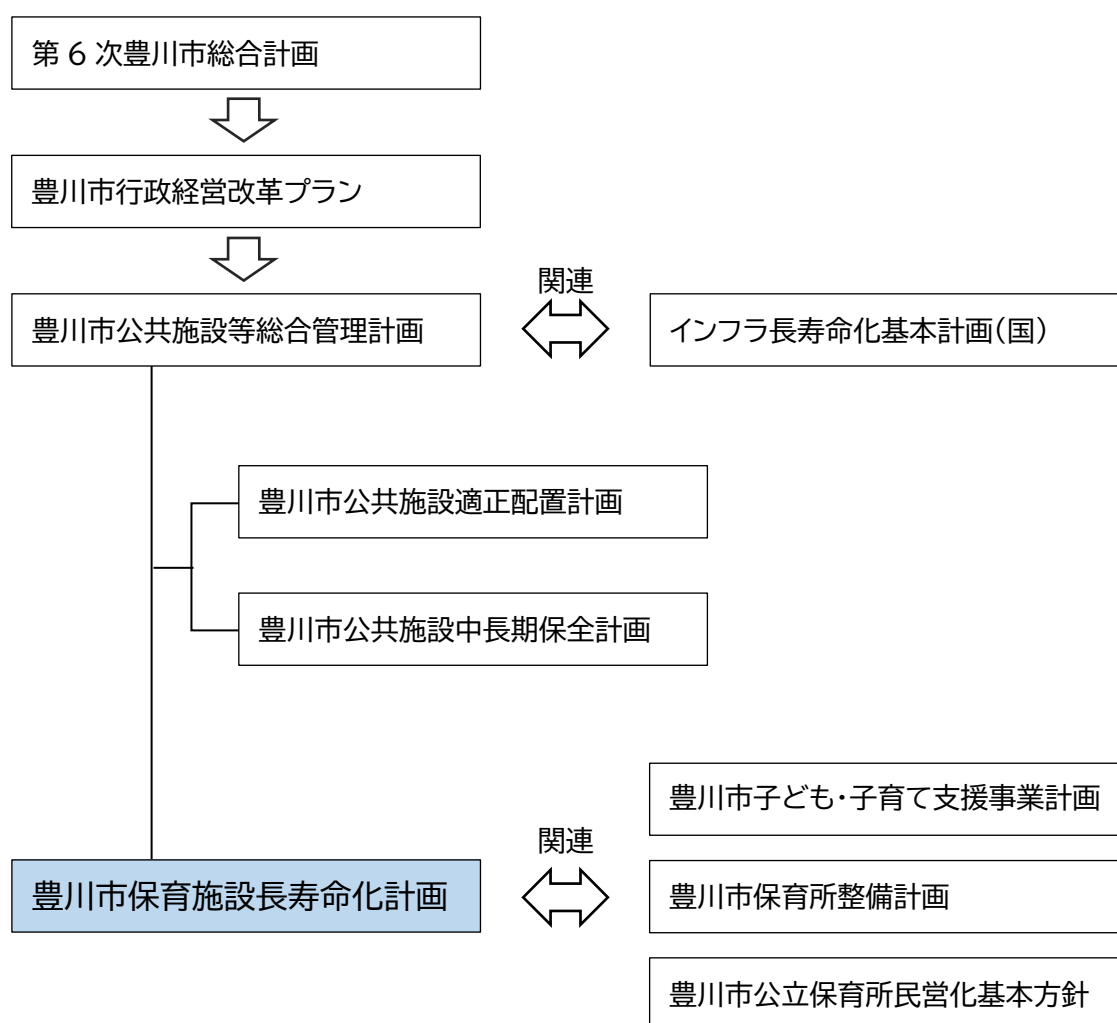 第6次豊川市総合計画
豊川市行政経営改革プラン
関連
豊川市公共施設等総合管理計画
インフラ長寿命化基本計画(国)
豊川市公共施設適正配置計画
豊川市公共施設中長期保全計画
豊川市子ども・子育て支援事業計画
関連
豊川市保育施設長寿命化計画
豊川市保育所整備計画
豊川市公立保育所民営化基本方針